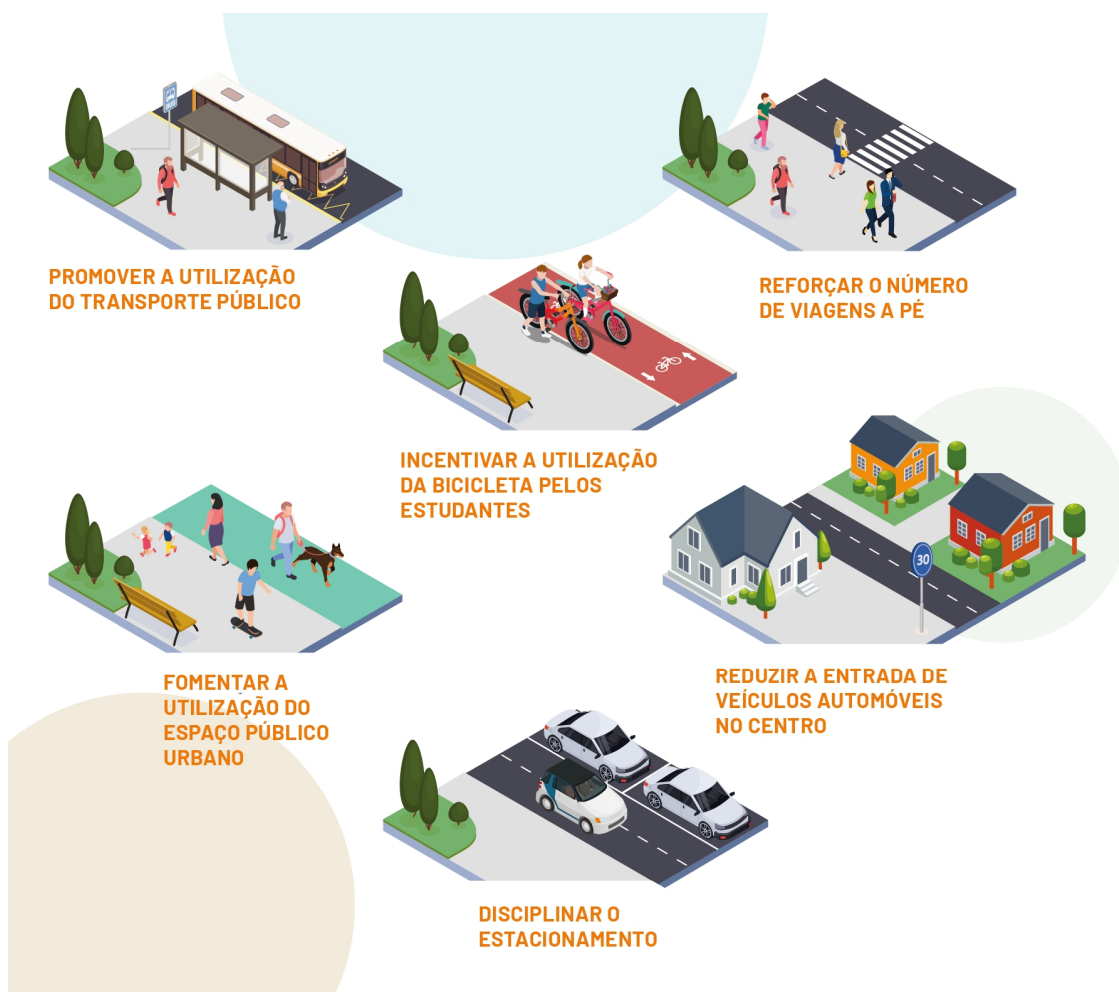 PROMOVER A UTILIZAÇÃO
DO TRANSPORTE PÚBLICO
REFORÇAR O NÚMERO
DE VIAGENS A PÉ
INCENTIVAR A UTILIZAÇÃO
DA BICICLETA PELOS
ESTUDANTES
FOMENTAR A
UTILIZAÇÃO DO
ESPAÇO PÚBLICO
URBANO
30
REDUZIR A ENTRADA DE
VEÍCULOS AUTOMÓVEIS
NO CENTRO
DISCIPLINAR O
ESTACIONAMENTO